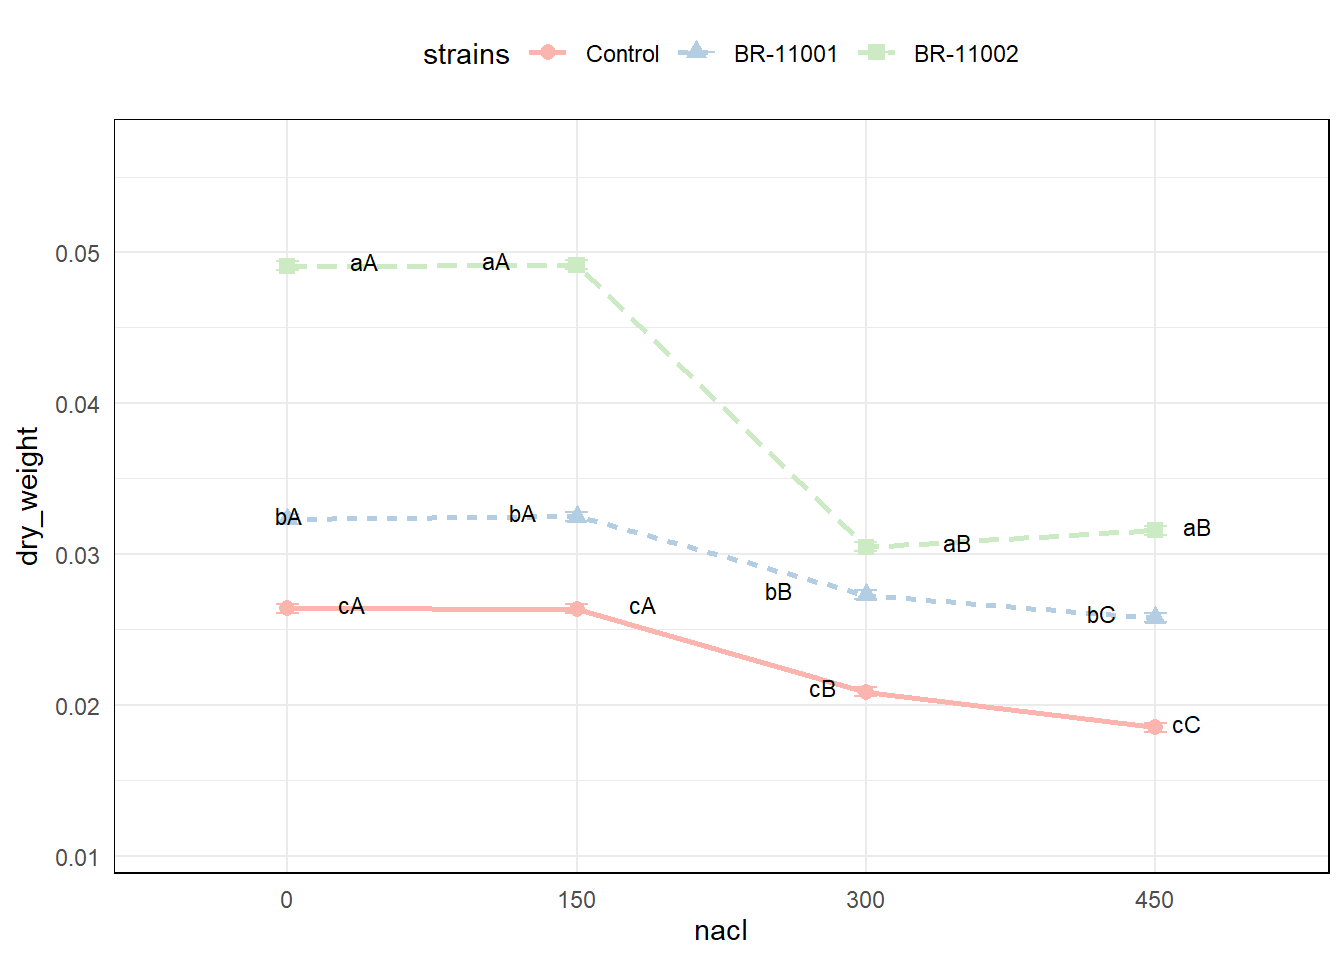 strains Control BR-11001 BR-11002
dry_weight
0.05
0.04
0.03
0.02
0.01
aA aA
bA bA
aB aB
cA cA
bB bC
cB cC
0 150 300 450
nacl